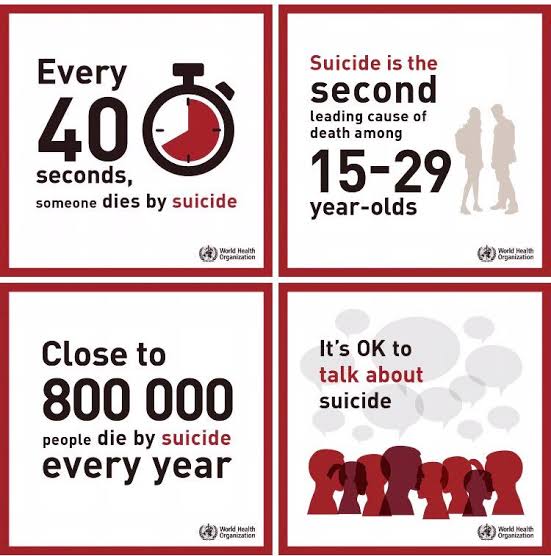 Every
40
seconds,
someone dies by suicide
World Health
Organization
Suicide is the
second
leading cause of
death among
15-29
year-olds
World Health
Organization
Close to
800 000
people die by suicide
every year
World Health
Organization
It's OK to
talk about
suicide
World Health
Organization